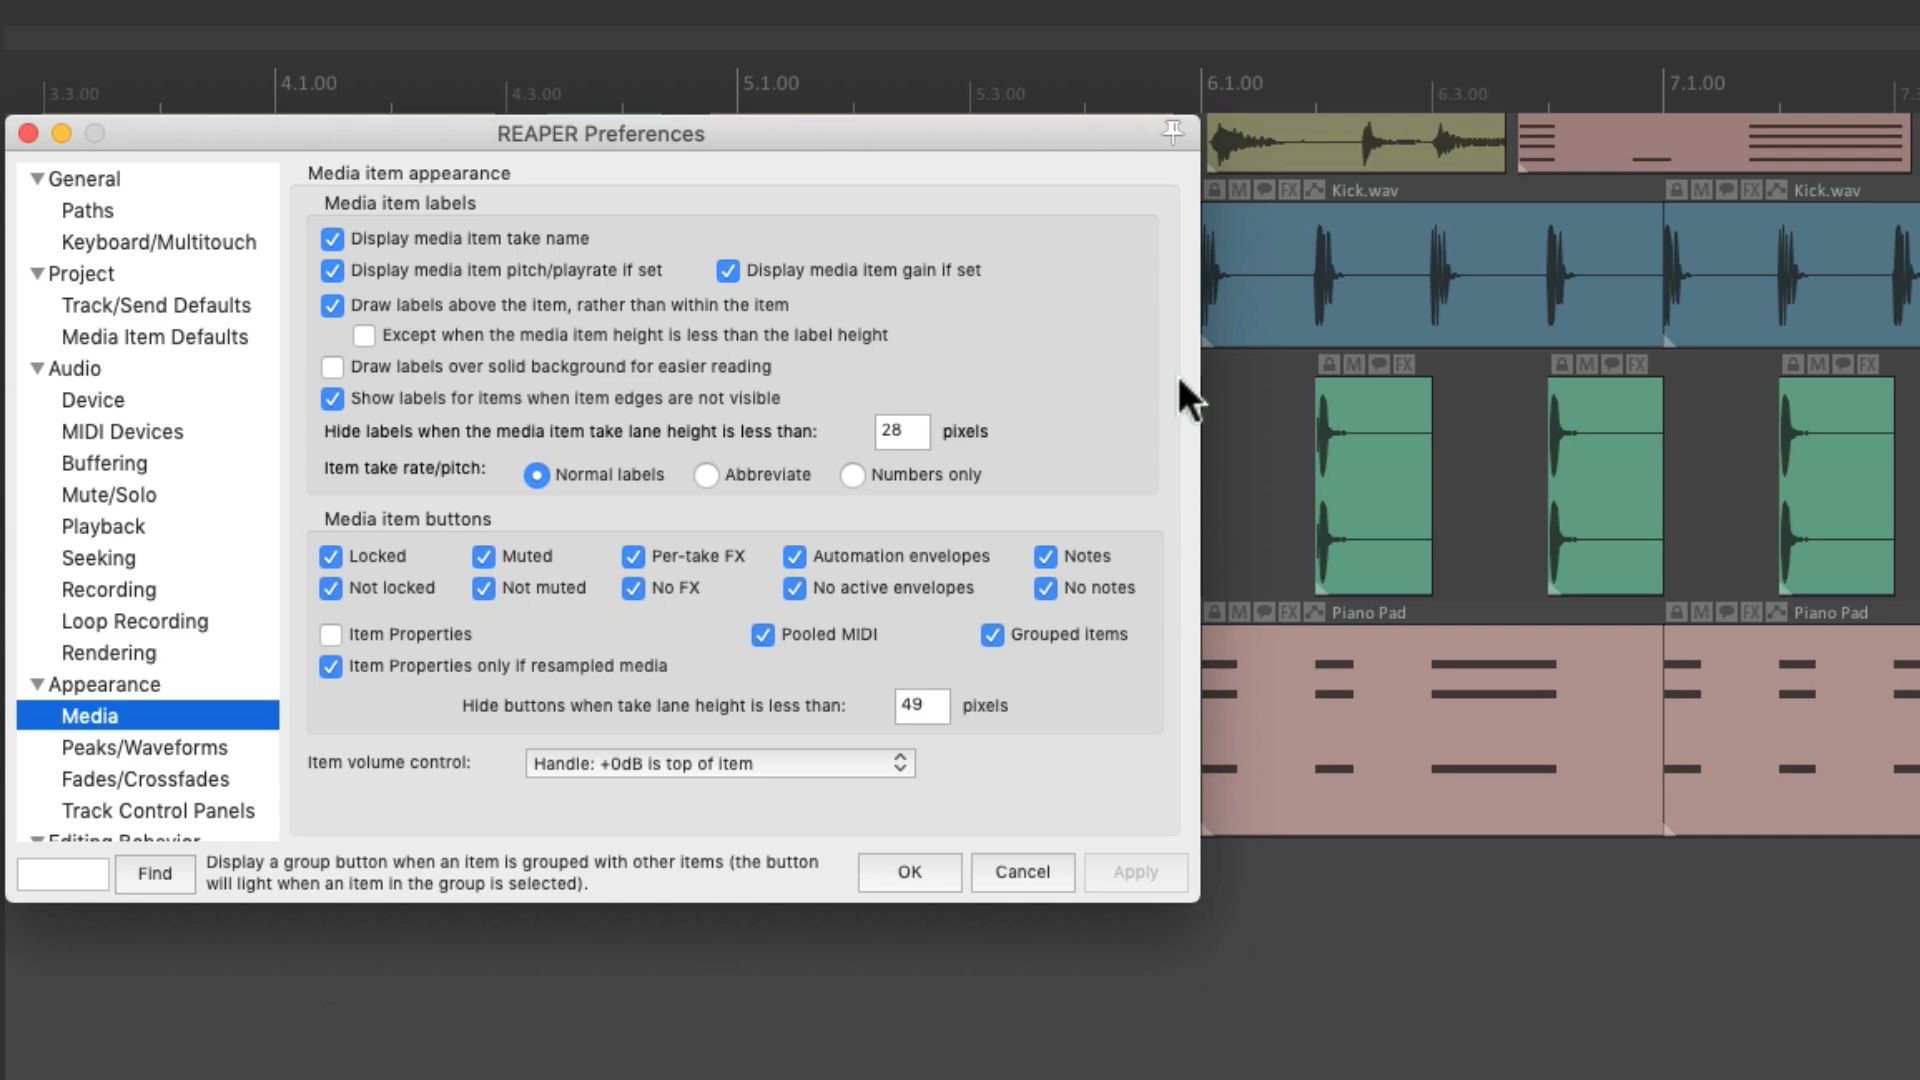 3.3.00 4.1.00 4.3.00 5.1.00 5.3.00 6.1.00 6.3.00 7.1.00 7.3
REAPER Preferences
General
Paths
Keyboard/Multitouch
Project
Track/Send Defaults
Media Item Defaults
Audio
Device
MIDI Devices
Buffering
Mute/Solo
Playback
Seeking
Recording
Loop Recording
Rendering
Appearance
Media
Peaks/Waveforms
Fades/Crossfades
Track Control Panels
Editing Behavior
Find
Media item appearance
Media item labels
Display media item take name
Display media item pitch/playrate if set Display media item gain if set
Draw labels above the item, rather than within the item
Except when the media item height is less than the label height
Draw labels over solid background for easier reading
Show labels for items when item edges are not visible
Hide labels when the media item take lane height is less than: 28 pixels
Item take rate/pitch: Normal labels Abbreviate Numbers only
Media item buttons
Locked Muted Per-take FX Automation envelopes Notes
Not locked Not muted No FX No active envelopes No notes
Item Properties Pooled MIDI Grouped items
Item Properties only if resampled media
Hide buttons when take lane height is less than: 49 pixels
Item volume control: Handle: +0dB is top of item
Display a group button when an item is grouped with other items (the button
will light when an item in the group is selected).
OK Cancel Apply
M FX Kick.wav M FX Kick.wav
M FX M FX M FX
M FX Piano Pad M FX Piano Pad